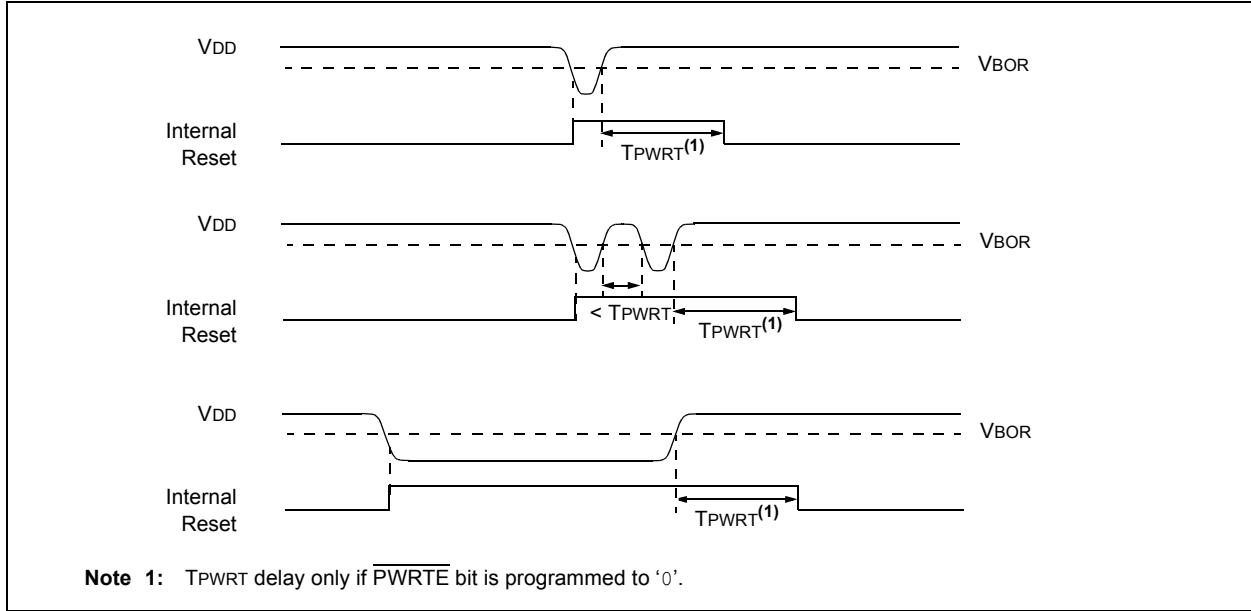 VDD
VBOR
Internal
Reset
TPWRT(1)
VDD
VBOR
Internal
Reset
< TPWRT
TPWRT(1)
VDD
VBOR
Internal
Reset
TPWRT(1)
Note 1: TPWRT delay only if PWRTE bit is programmed to ‘0’.